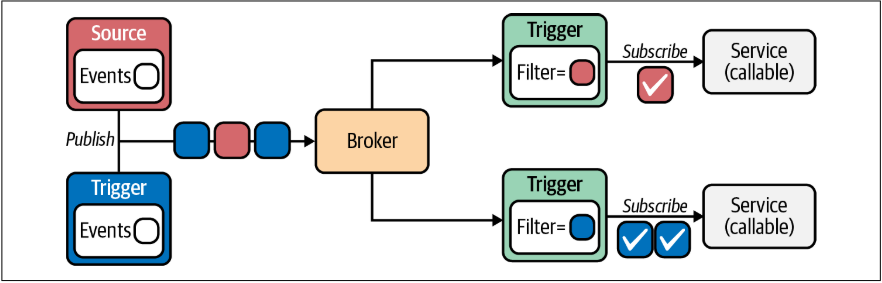 Source
Events
Publish
Trigger
Events
Broker
Trigger
Filter=
Subscribe
Service
(callable)
Trigger
Filter=
Subscribe
Service
(callable)